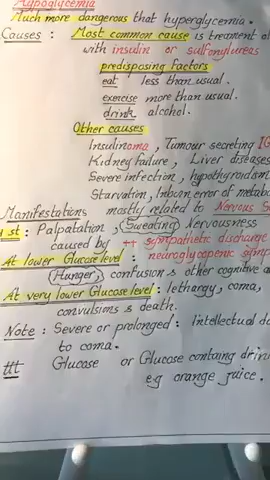 Hypoglycemia
Much more dangerous that hyperglycemia.
Causes: Most common cause is treatment
with insulin or sulfonylureas
predisposing factors
eat less than usual.
exercise more than usual.
drink alcohol.
Other causes
Insulinoma, Tumour secreting
Kidney failure, Liver diseases
Severe infection, hypothyroidism
Starvation, Inborn error of metabo
Manifestations mostly related to Nervous S
1st: Palpatation, Sweating, Nervousness
caused by ++ sympathetic discharge
At lower Glucose level: neuroglycopenic symp
Hunger, confusion & other cognitive a
At very lower Glucose level: lethargy, coma,
convulsions & death.
Note: Severe or prolonged: intellectual d
to coma.
ttt Glucose or Glucose containg drin
e.g orange juice.